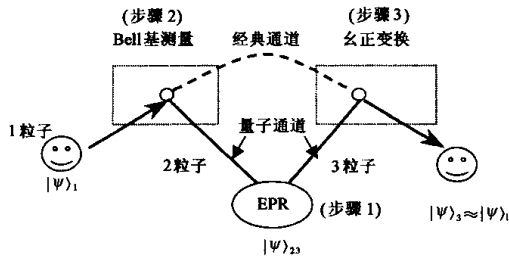 (步骤2)
Bell基测量
经典通道
(步骤3)
幺正变换
1粒子
量子通道
2粒子
3粒子
|Ψ⟩₁
EPR
(步骤1)
|Ψ⟩₂₃
|Ψ⟩₃≈|Ψ⟩₁